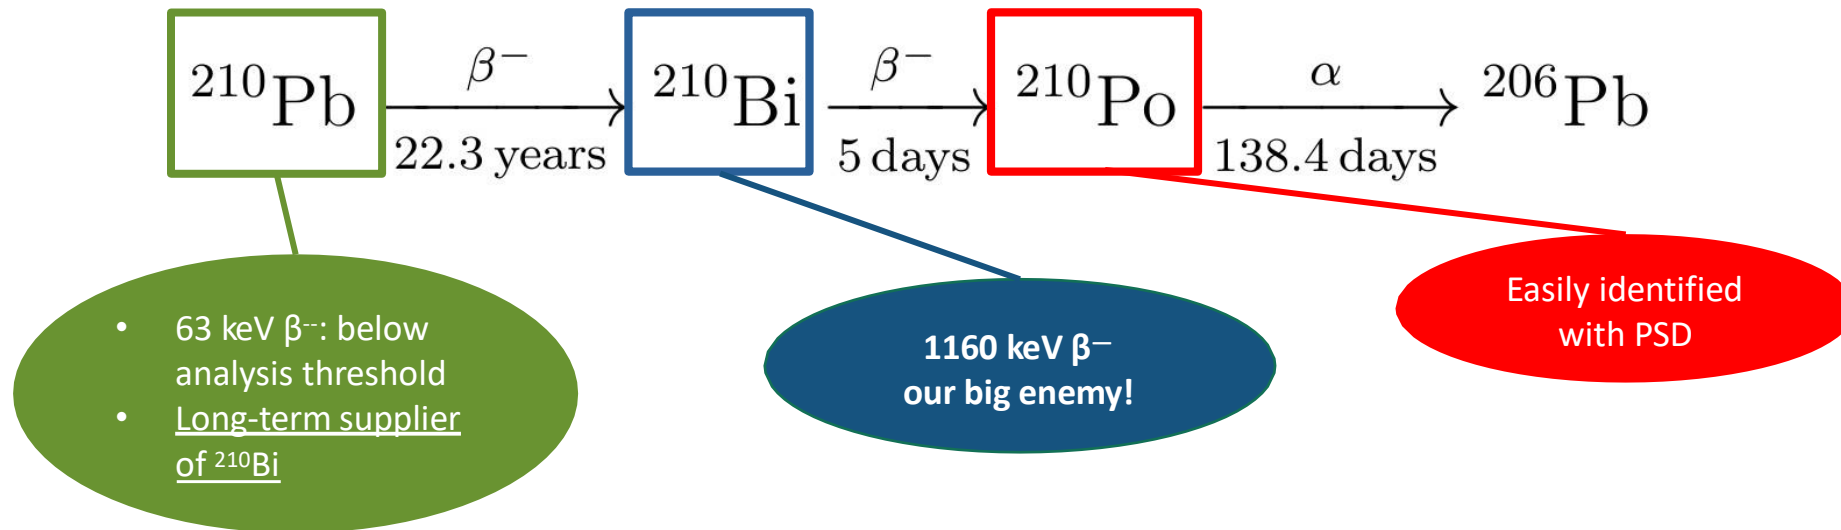 ²¹⁰Pb β⁻ ²¹⁰Bi β⁻ ²¹⁰Po α ²⁰⁶Pb
22.3 years 5 days 138.4 days
• 63 keV β⁻⁻: below
analysis threshold
• Long-term supplier
of ²¹⁰Bi
1160 keV β⁻
our big enemy!
Easily identified
with PSD